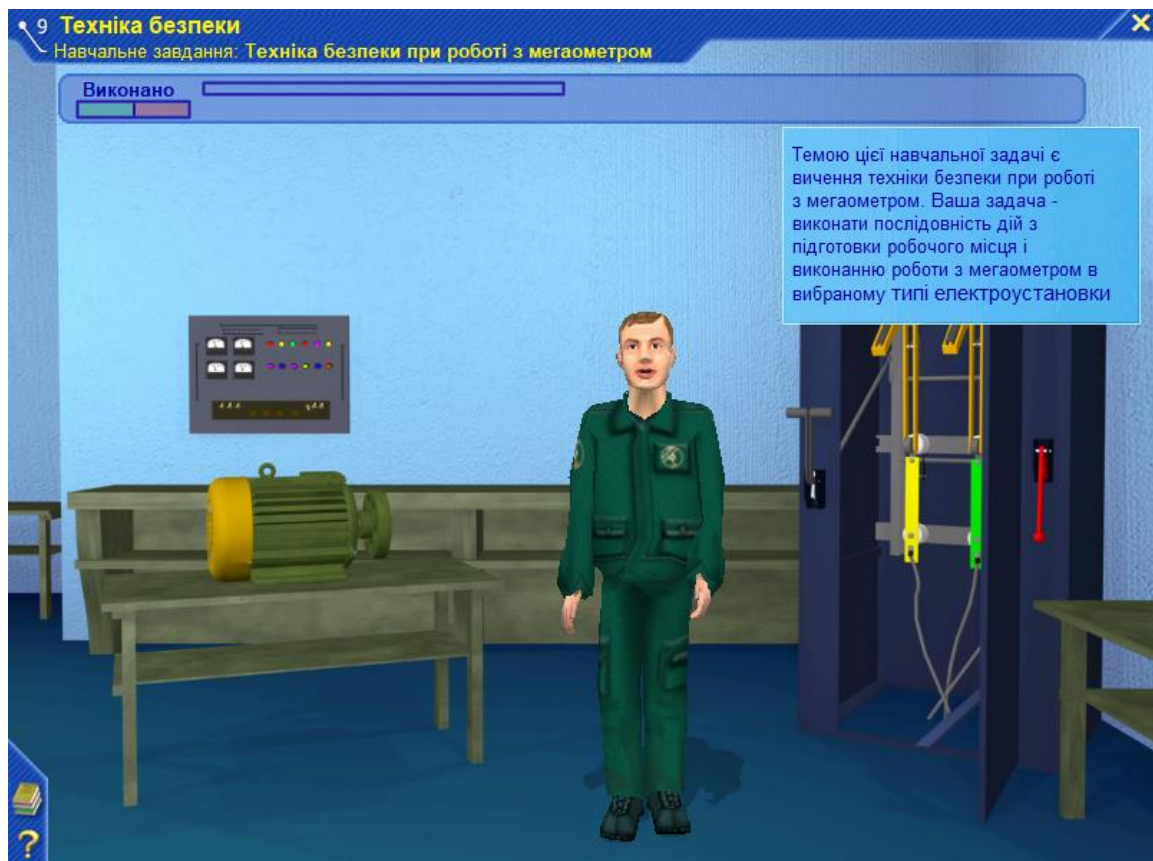 9 Техніка безпеки
Навчальне завдання: Техніка безпеки при роботі з мегаометром
Виконано
Темою цієї навчальної задачі є
вичення техніки безпеки при роботі
з мегаометром. Ваша задача -
виконати послідовність дій з
підготовки робочого місця і
виконанню роботи з мегаометром в
вибраному типі електроустановки
?